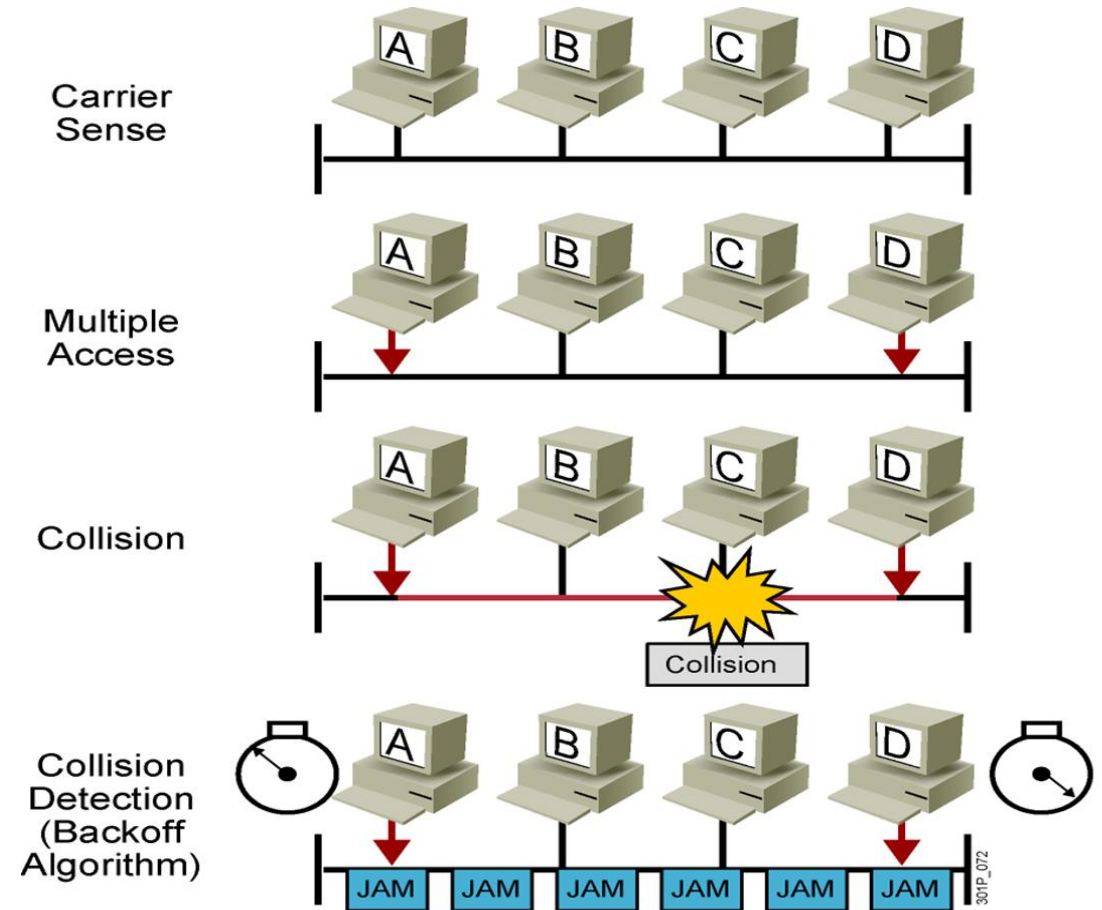 A B C D
Carrier
Sense
A B C D
Multiple
Access
A B C D
Collision
Collision
A B C D
Collision
Detection
(Backoff
Algorithm)
JAM JAM JAM JAM JAM JAM
301P_072